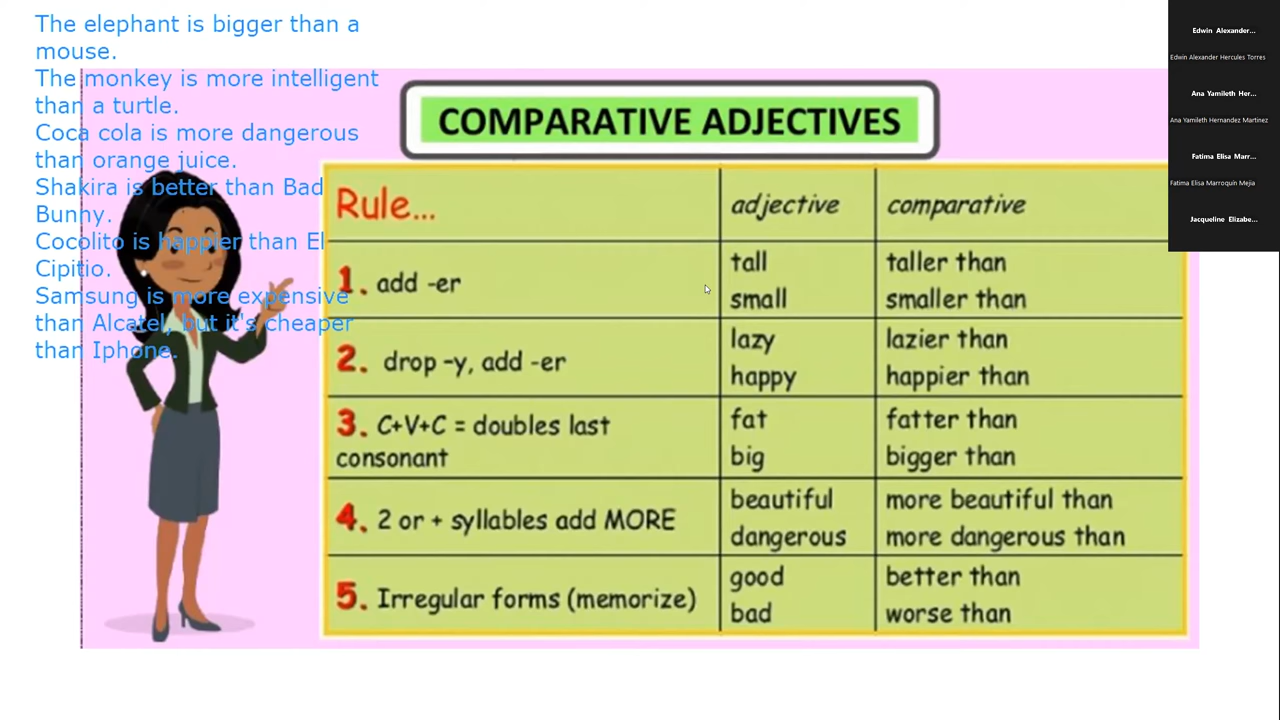 The elephant is bigger than a
mouse.
The monkey is more intelligent
than a turtle.
Coca cola is more dangerous
than orange juice.
Shakira is better than Bad
Bunny.
Cocolito is happier than El
Cipitio.
Samsung is more expensive
than Alcatel, but it's cheaper
than Iphone.
COMPARATIVE ADJECTIVES
Rule... adjective comparative
1. add -er
tall taller than
small smaller than
2. drop -y, add -er
lazy lazier than
happy happier than
3. C+V+C = doubles last
consonant
fat fatter than
big bigger than
4. 2 or + syllables add MORE
beautiful more beautiful than
dangerous more dangerous than
5. Irregular forms (memorize)
good better than
bad worse than
Edwin Alexander...
Edwin Alexander Hercules Torres
Ana Yamileth Her...
Ana Yamileth Hernandez Martinez
Fatima Elisa Marr...
Fatima Elisa Marroquín Mejia
Jacqueline Elizabe...